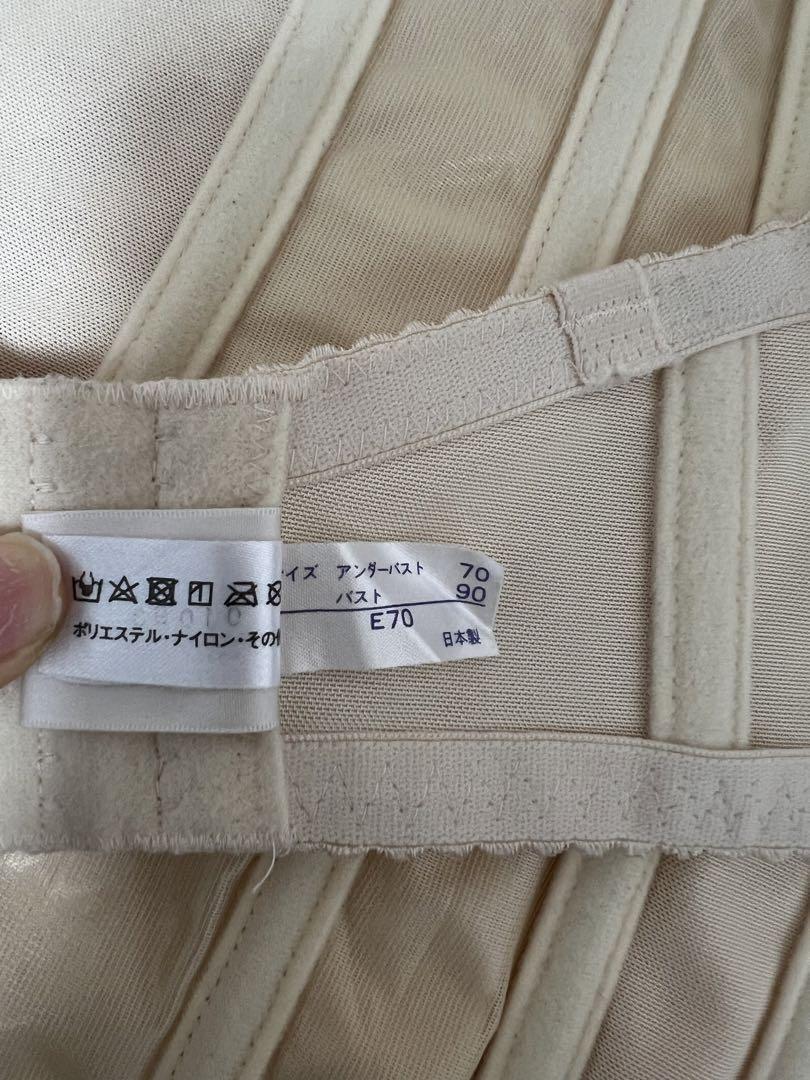 イズ アンダーバスト 70
バスト 90
E70
日本製
ポリエステル・ナイロン・その